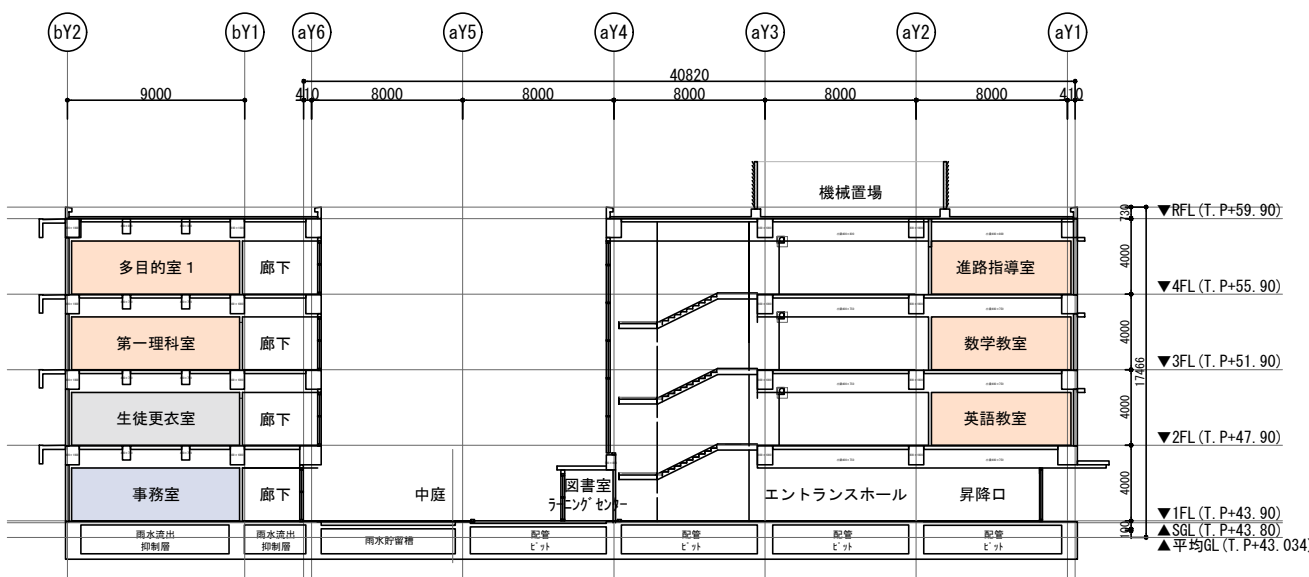 bY2 bY1 aY6 aY5 aY4 aY3 aY2 aY1
40820
9000 410 8000 8000 8000 8000 8000 410
機械置場
730 ▼RFL(T.P+59.90)
多目的室1 廊下 進路指導室 4000
▼4FL(T.P+55.90)
第一理科室 廊下 数学教室 4000
▼3FL(T.P+51.90)
17466
生徒更衣室 廊下 英語教室 4000
▼2FL(T.P+47.90)
事務室 廊下 中庭 図書室 エントランスホール 昇降口 4000
ラーニングセンター
▼1FL(T.P+43.90)
100 ▲SGL(T.P+43.80)
▲平均GL(T.P+43.034)
雨水流出 雨水流出 雨水貯留槽 配管 配管 配管 配管
抑制層 抑制層 ピット ピット ピット ピット